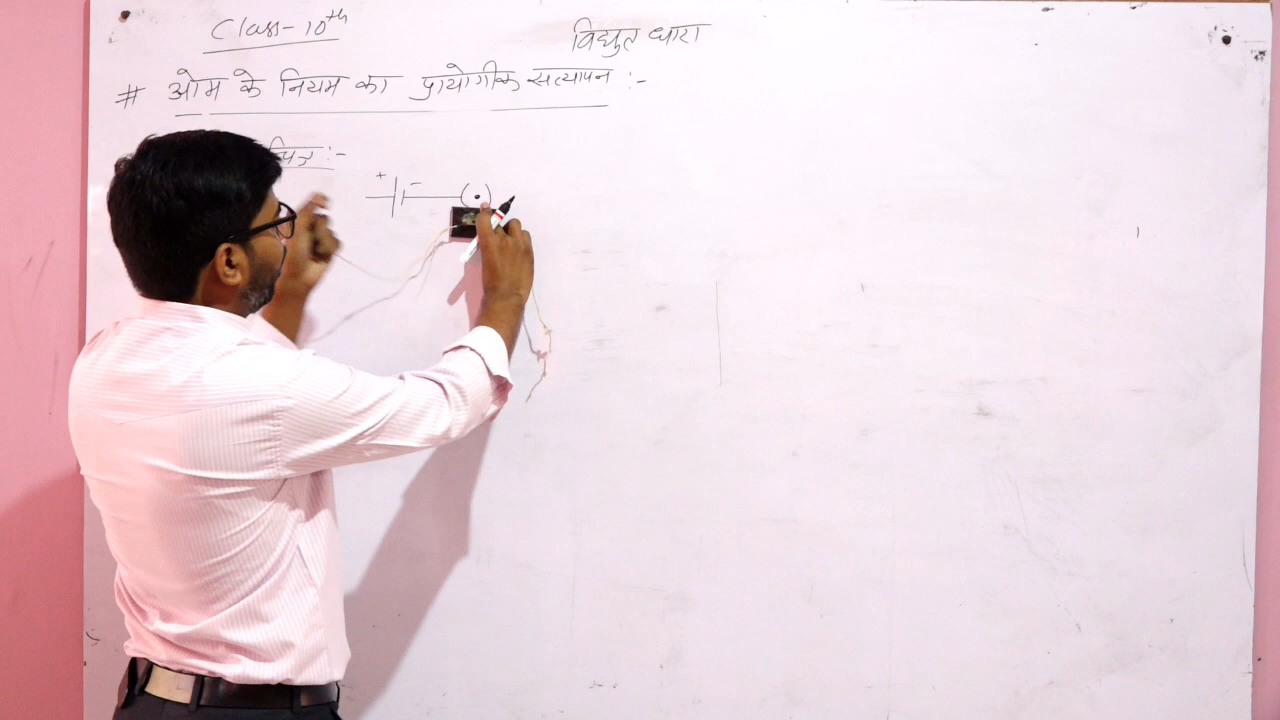 Class-10th
विद्युत धारा
# ओम के नियम का प्रायोगीक सत्यापन :-
चित्र :-
+ -
(•)